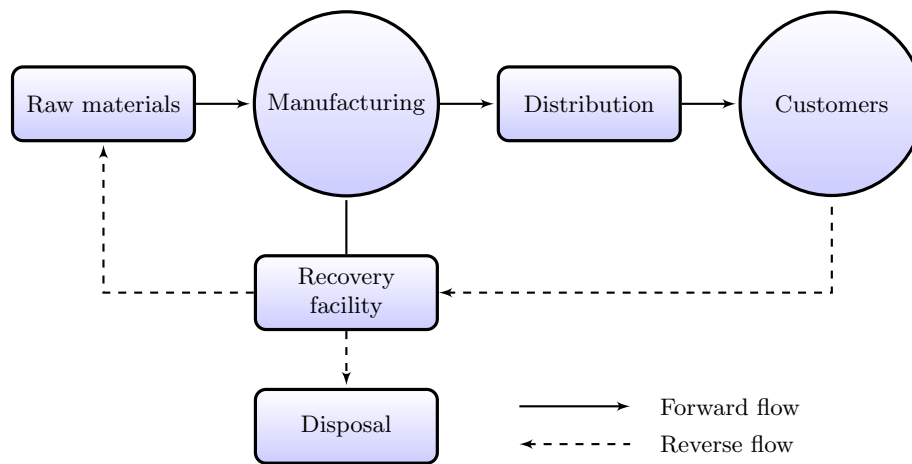 Raw materials
Manufacturing
Distribution
Customers
Recovery
facility
Disposal
Forward flow
Reverse flow